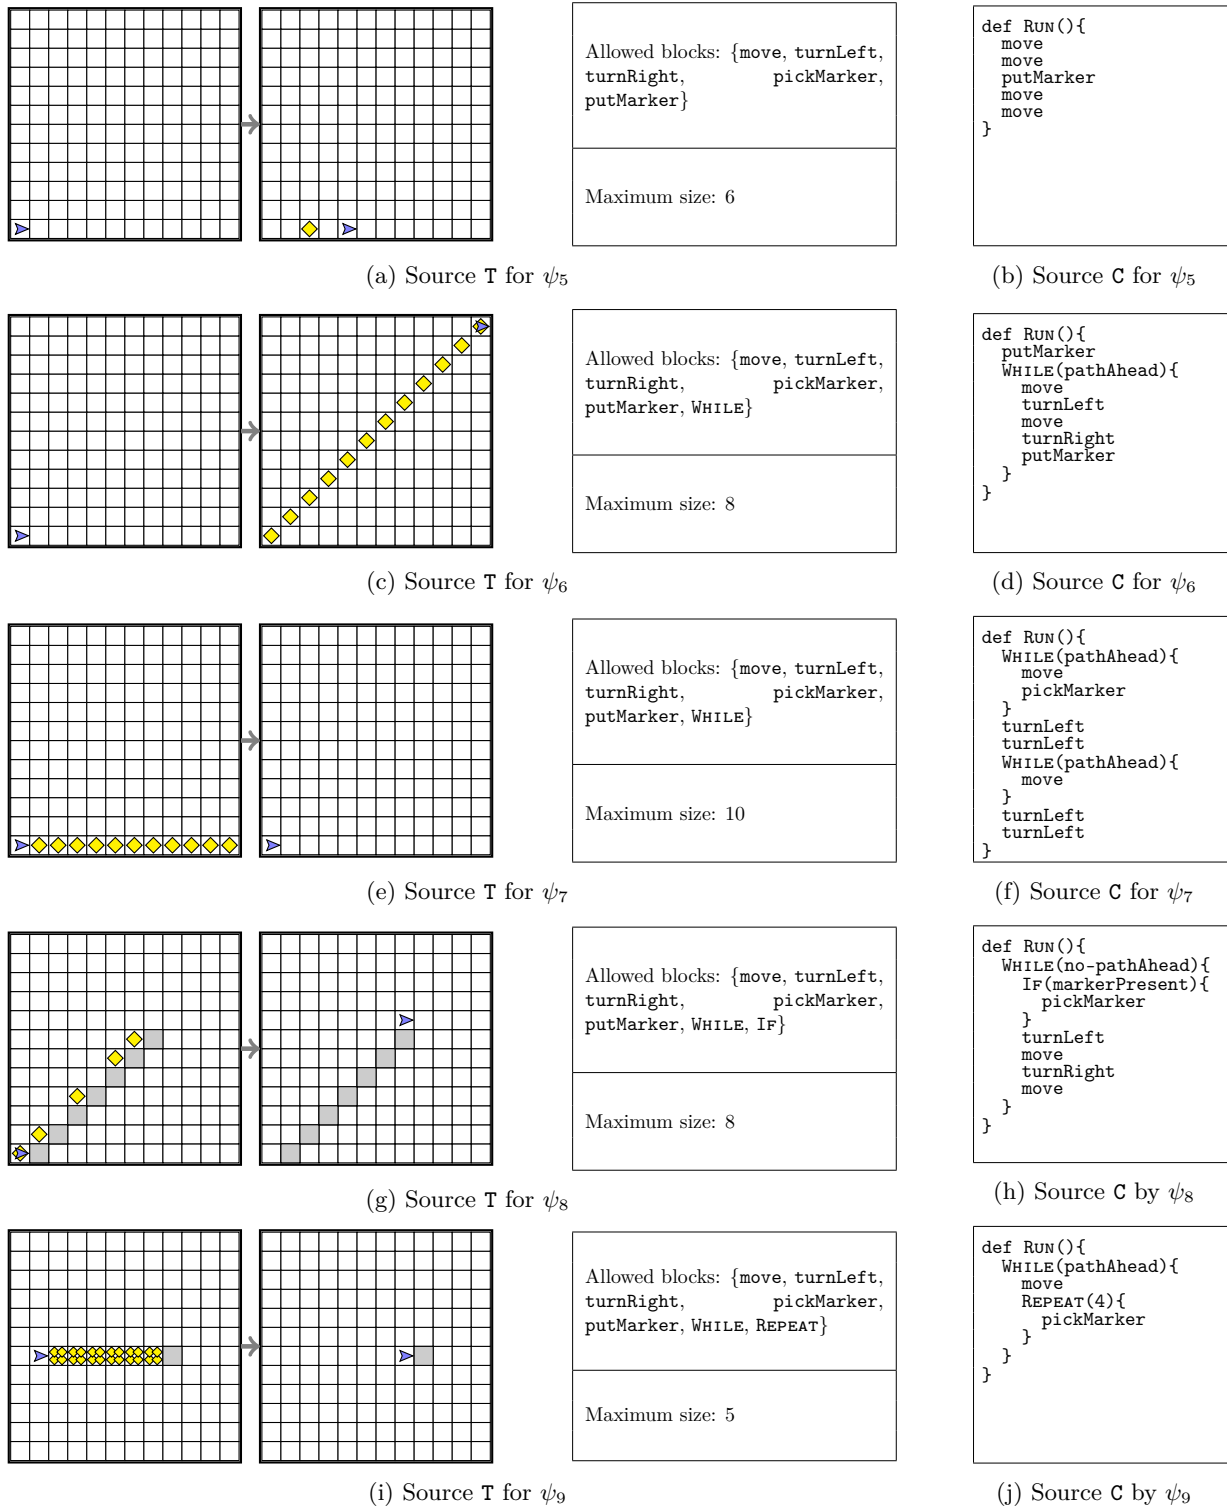 Allowed blocks: {move, turnLeft,
turnRight, pickMarker,
putMarker}
Maximum size: 6
def RUN(){
move
move
putMarker
move
move
}
(a) Source T for ψ5
(b) Source C for ψ5
Allowed blocks: {move, turnLeft,
turnRight, pickMarker,
putMarker, WHILE}
Maximum size: 8
def RUN(){
putMarker
WHILE(pathAhead){
move
turnLeft
move
turnRight
putMarker
}
}
(c) Source T for ψ6
(d) Source C for ψ6
Allowed blocks: {move, turnLeft,
turnRight, pickMarker,
putMarker, WHILE}
Maximum size: 10
def RUN(){
WHILE(pathAhead){
move
pickMarker
}
turnLeft
turnLeft
WHILE(pathAhead){
move
}
turnLeft
turnLeft
}
(e) Source T for ψ7
(f) Source C for ψ7
Allowed blocks: {move, turnLeft,
turnRight, pickMarker,
putMarker, WHILE, IF}
Maximum size: 8
def RUN(){
WHILE(no-pathAhead){
IF(markerPresent){
pickMarker
}
turnLeft
move
turnRight
move
}
}
(g) Source T for ψ8
(h) Source C by ψ8
Allowed blocks: {move, turnLeft,
turnRight, pickMarker,
putMarker, WHILE, REPEAT}
Maximum size: 5
def RUN(){
WHILE(pathAhead){
move
REPEAT(4){
pickMarker
}
}
}
(i) Source T for ψ9
(j) Source C by ψ9